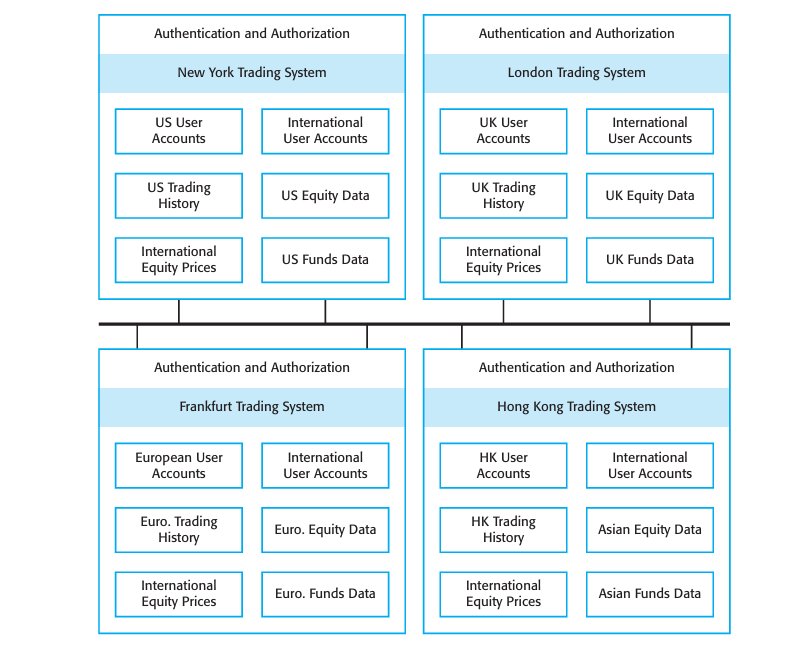 Authentication and Authorization
New York Trading System
US User
Accounts
International
User Accounts
US Trading
History
US Equity Data
International
Equity Prices
US Funds Data
Authentication and Authorization
London Trading System
UK User
Accounts
International
User Accounts
UK Trading
History
UK Equity Data
International
Equity Prices
UK Funds Data
Authentication and Authorization
Frankfurt Trading System
European User
Accounts
International
User Accounts
Euro. Trading
History
Euro. Equity Data
International
Equity Prices
Euro. Funds Data
Authentication and Authorization
Hong Kong Trading System
HK User
Accounts
International
User Accounts
HK Trading
History
Asian Equity Data
International
Equity Prices
Asian Funds Data